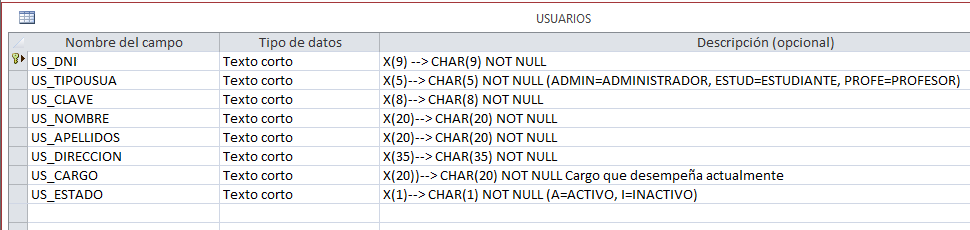 USUARIOS
Nombre del campo Tipo de datos Descripción (opcional)
US_DNI Texto corto X(9) --> CHAR(9) NOT NULL
US_TIPOUSUA Texto corto X(5)--> CHAR(5) NOT NULL (ADMIN=ADMINISTRADOR, ESTUD=ESTUDIANTE, PROFE=PROFESOR)
US_CLAVE Texto corto X(8)--> CHAR(8) NOT NULL
US_NOMBRE Texto corto X(20)--> CHAR(20) NOT NULL
US_APELLIDOS Texto corto X(20)--> CHAR(20) NOT NULL
US_DIRECCION Texto corto X(35)--> CHAR(35) NOT NULL
US_CARGO Texto corto X(20))--> CHAR(20) NOT NULL Cargo que desempeña actualmente
US_ESTADO Texto corto X(1)--> CHAR(1) NOT NULL (A=ACTIVO, I=INACTIVO)